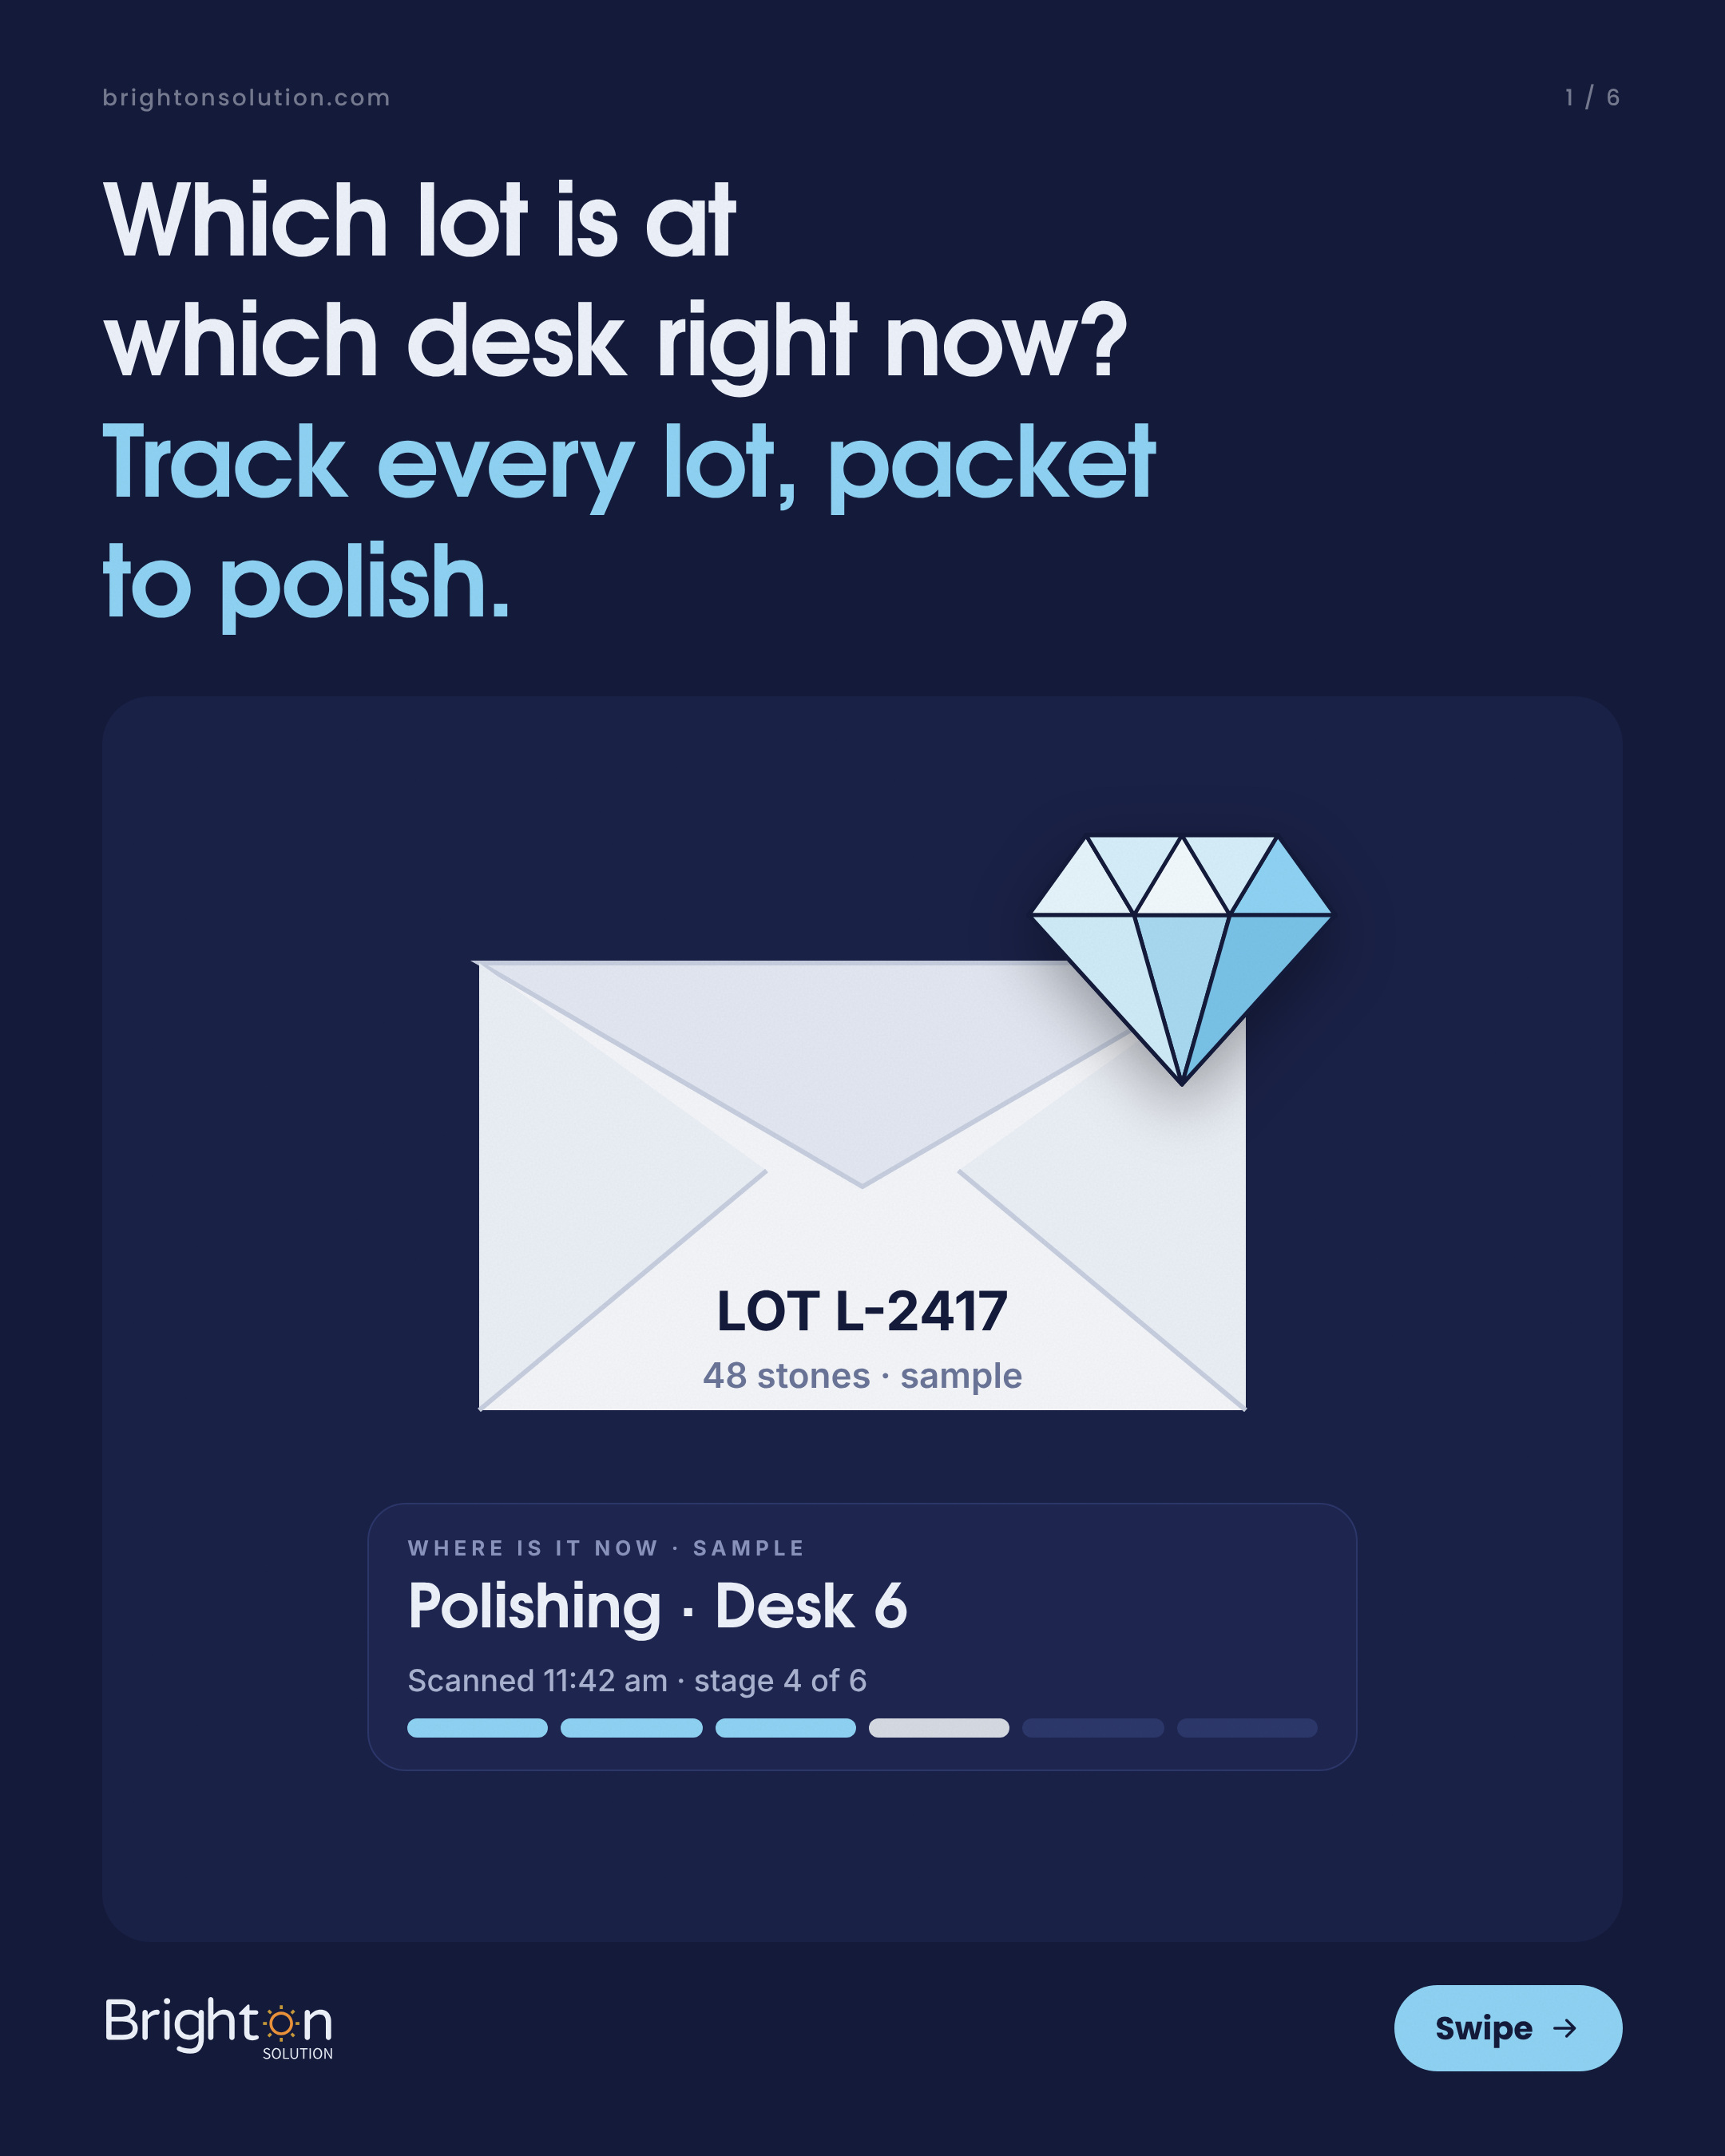 brightonsolution.com
1 / 6
Which lot is at
which desk right now?
Track every lot, packet
to polish.
LOT L-2417
48 stones · sample
WHERE IS IT NOW · SAMPLE
Polishing · Desk 6
Scanned 11:42 am · stage 4 of 6
Brighton
SOLUTION
Swipe →